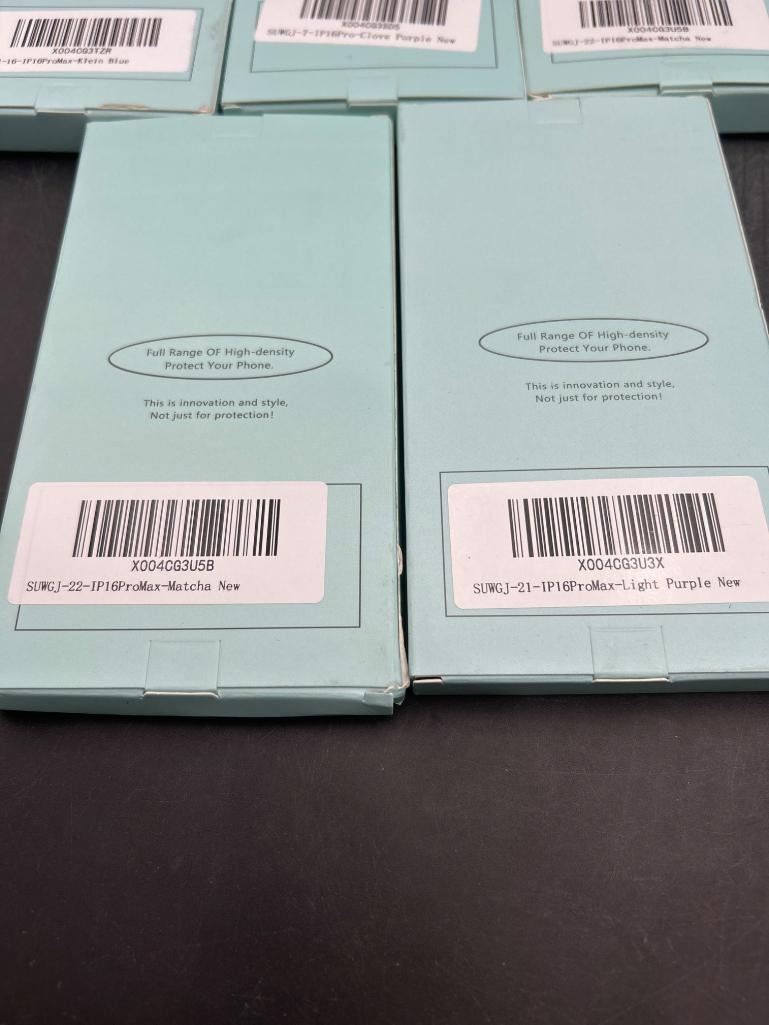 X004CG3TZR
-16-IP16ProMax-Klein Blue
X004CG3SDS
SUWGJ-7-IP16Pro-Clove Purple New
X004CG3U5B
SUWGJ-22-IP16ProMax-Matcha New
Full Range OF High-density
Protect Your Phone.
This is innovation and style,
Not just for protection!
X004CG3U5B
SUWGJ-22-IP16ProMax-Matcha New
Full Range OF High-density
Protect Your Phone.
This is innovation and style,
Not just for protection!
X004CG3U3X
SUWGJ-21-IP16ProMax-Light Purple New